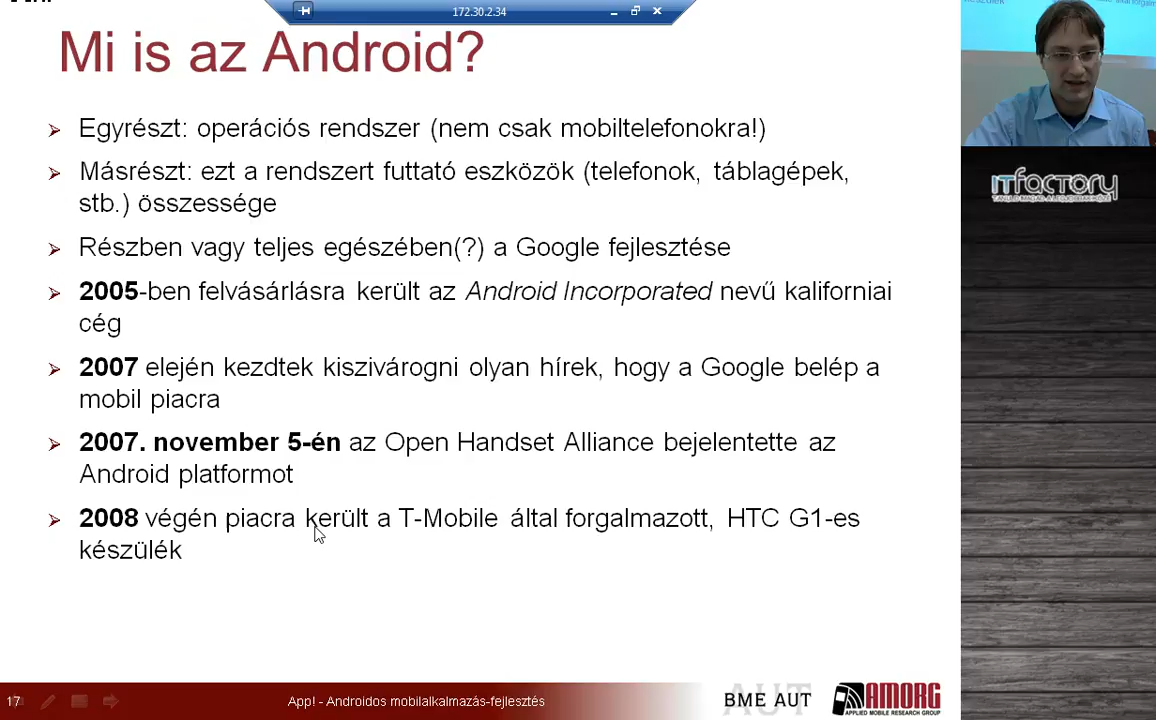 172.30.2.34
Mi is az Android?
Egyrészt: operációs rendszer (nem csak mobiltelefonokra!)
Másrészt: ezt a rendszert futtató eszközök (telefonok, táblagépek,
stb.) összessége
Részben vagy teljes egészében(?) a Google fejlesztése
2005-ben felvásárlásra került az Android Incorporated nevű kaliforniai
cég
2007 elején kezdtek kiszivárogni olyan hírek, hogy a Google belép a
mobil piacra
2007. november 5-én az Open Handset Alliance bejelentette az
Android platformot
2008 végén piacra került a T-Mobile által forgalmazott, HTC G1-es
készülék
ITfactory
17
App! - Androidos mobilalkalmazás-fejlesztés
BME AUT
AMORG
APPLIED MOBILE RESEARCH GROUP